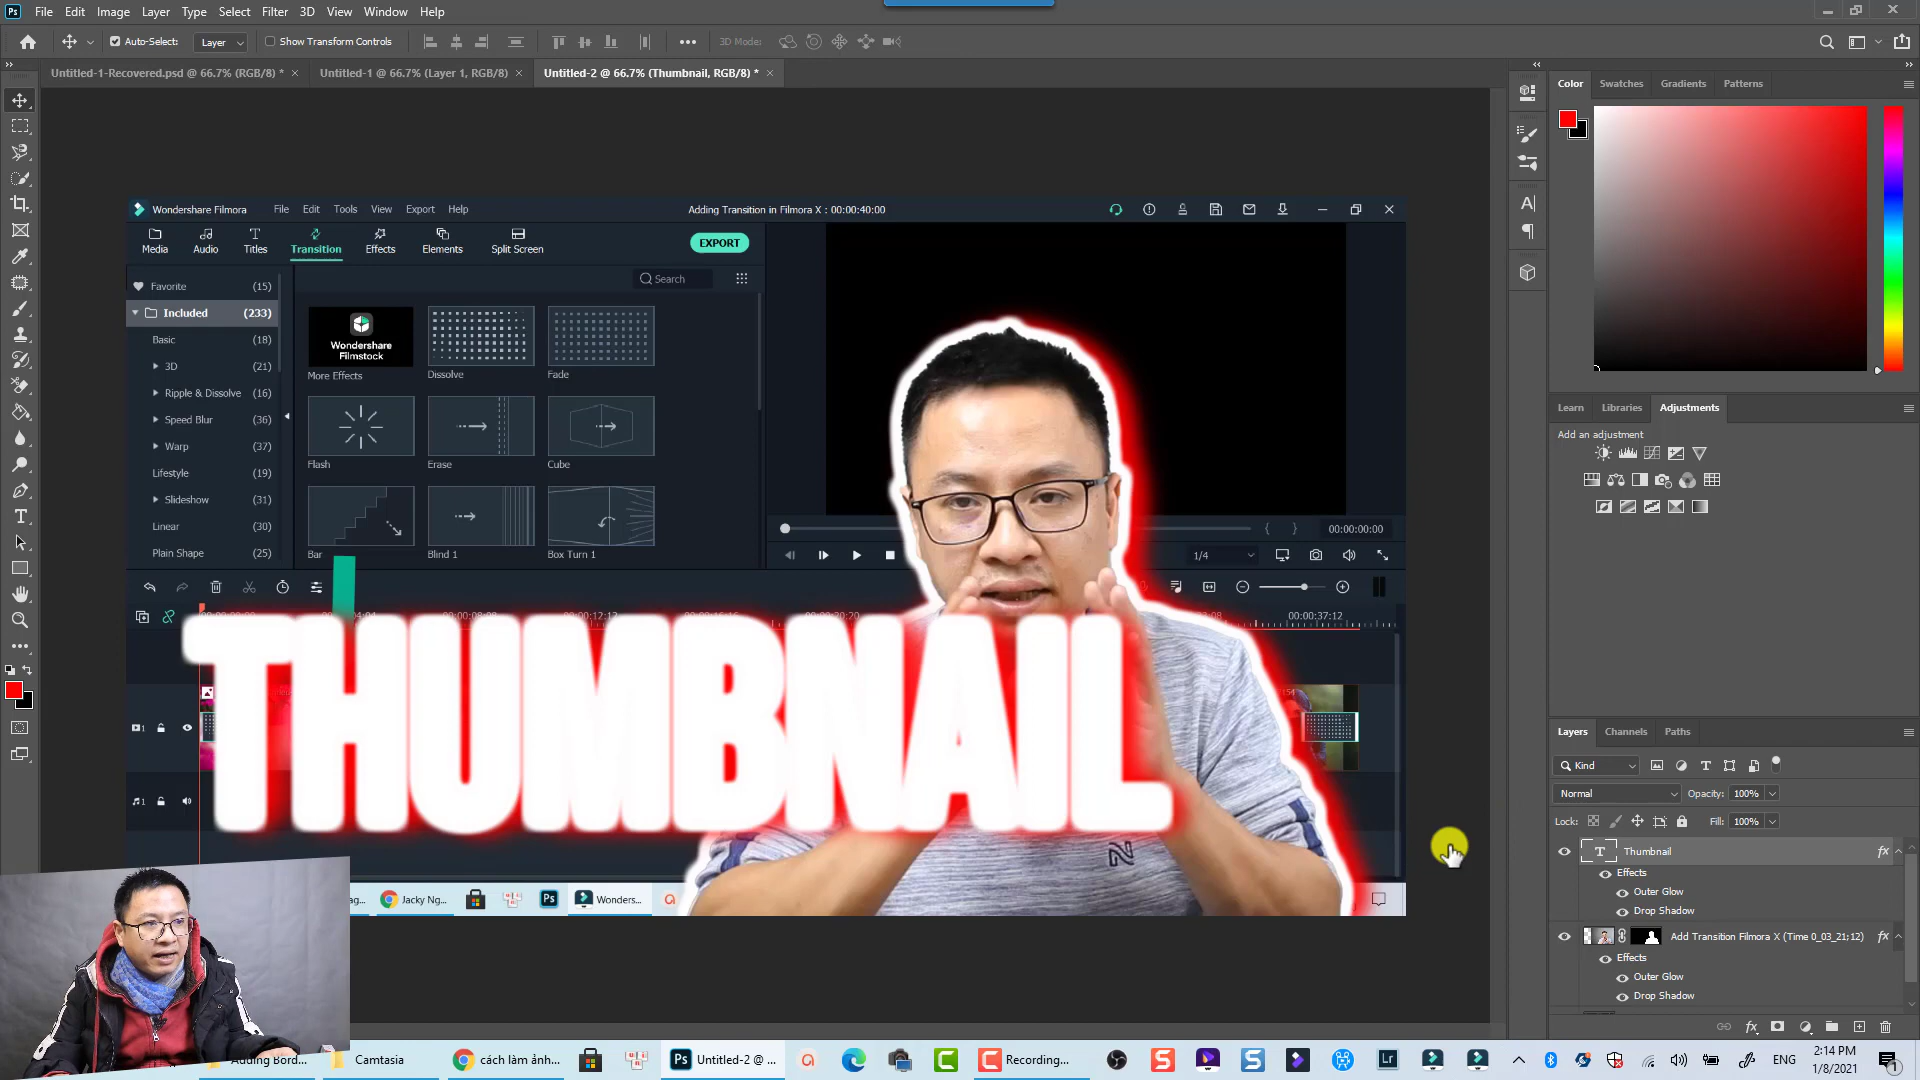 Ps File Edit Image Layer Type Select Filter 3D View Window Help
Auto-Select: Layer Show Transform Controls 3D Mode:
Untitled-1-Recovered.psd @ 66.7% (RGB/8) * × Untitled-1 @ 66.7% (Layer 1, RGB/8) × Untitled-2 @ 66.7% (Thumbnail, RGB/8) * ×
Color Swatches Gradients Patterns
Wondershare Filmora File Edit Tools View Export Help Adding Transition in Filmora X : 00:00:40:00
Media Audio Titles Transition Effects Elements Split Screen EXPORT
Favorite (15) Search
Included (233)
Basic (18)
3D (21)
Ripple & Dissolve (16)
Speed Blur (36)
Warp (37)
Lifestyle (19)
Slideshow (31)
Linear (30)
Plain Shape (25)
Wondershare
Filmstock
More Effects Dissolve Fade
Flash Erase Cube
Bar Blind 1 Box Turn 1
00:00:00:00
1/4
00:00:37:12
THUMBNAIL
N
Jacky Ng... Ps Wonders...
Learn Libraries Adjustments
Add an adjustment
Layers Channels Paths
Kind
Normal Opacity: 100%
Lock: Fill: 100%
T Thumbnail fx
Effects
Outer Glow
Drop Shadow
Add Transition Filmora X (Time 0_03_21;12) fx
Effects
Outer Glow
Drop Shadow
Adding Bord... Camtasia cách làm ảnh... Ps Untitled-2 @ ... Recording... Lr ENG 2:14 PM
1/8/2021